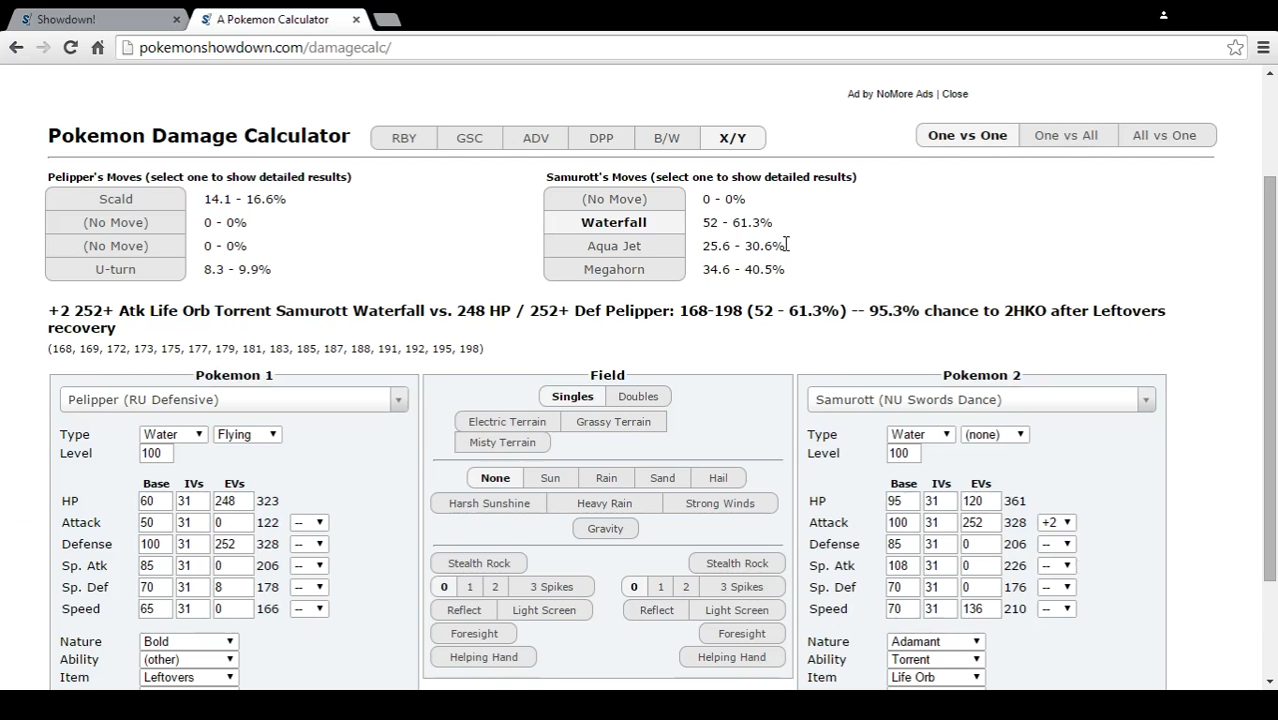 Showdown! × A Pokemon Calculator ×
pokemonshowdown.com/damagecalc/
Ad by NoMore Ads | Close
Pokemon Damage Calculator RBY GSC ADV DPP B/W X/Y One vs One One vs All All vs One
Pelipper's Moves (select one to show detailed results) Samurott's Moves (select one to show detailed results)
Scald 14.1 - 16.6% (No Move) 0 - 0%
(No Move) 0 - 0% Waterfall 52 - 61.3%
(No Move) 0 - 0% Aqua Jet 25.6 - 30.6%
U-turn 8.3 - 9.9% Megahorn 34.6 - 40.5%
+2 252+ Atk Life Orb Torrent Samurott Waterfall vs. 248 HP / 252+ Def Pelipper: 168-198 (52 - 61.3%) -- 95.3% chance to 2HKO after Leftovers
recovery
(168, 169, 172, 173, 175, 177, 179, 181, 183, 185, 187, 188, 191, 192, 195, 198)
Pokemon 1 Field Pokemon 2
Pelipper (RU Defensive) Singles Doubles Samurott (NU Swords Dance)
Electric Terrain Grassy Terrain
Type Water Flying Misty Terrain Type Water (none)
Level 100 Level 100
None Sun Rain Sand Hail
Base IVs EVs Base IVs EVs
HP 60 31 248 323 Harsh Sunshine Heavy Rain Strong Winds HP 95 31 120 361
Attack 50 31 0 122 -- Gravity Attack 100 31 252 328 +2
Defense 100 31 252 328 -- Defense 85 31 0 206 --
Sp. Atk 85 31 0 206 -- Stealth Rock Stealth Rock Sp. Atk 108 31 0 226 --
Sp. Def 70 31 8 178 -- 0 1 2 3 Spikes 0 1 2 3 Spikes Sp. Def 70 31 0 176 --
Speed 65 31 0 166 -- Reflect Light Screen Reflect Light Screen Speed 70 31 136 210 --
Nature Bold Foresight Foresight Nature Adamant
Ability (other) Helping Hand Helping Hand Ability Torrent
Item Leftovers Item Life Orb